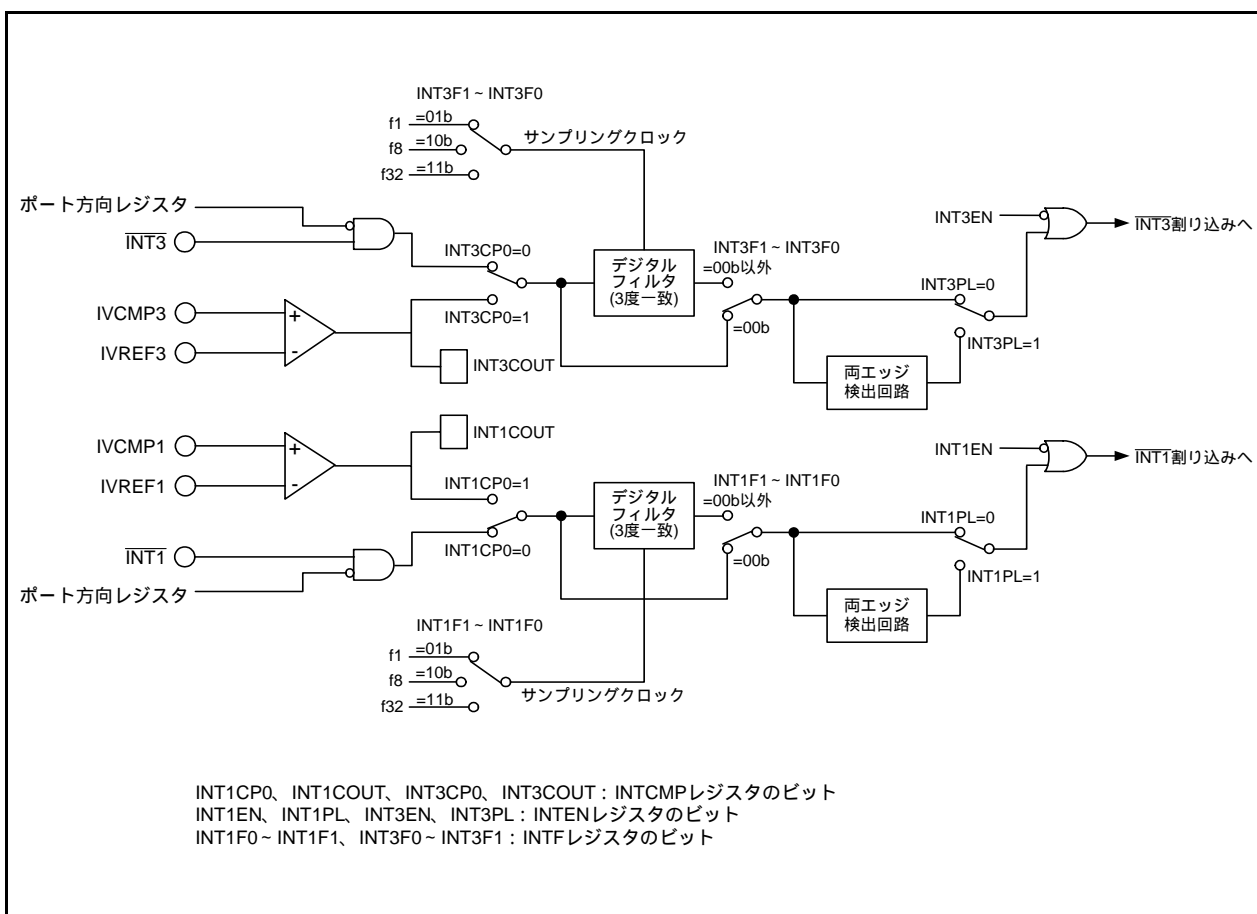 INT3F1 ~ INT3F0
f1 =01b
f8 =10b
f32 =11b
サンプリングクロック
ポート方向レジスタ
INT3
INT3CP0=0
デジタル
フィルタ
(3度一致)
INT3F1 ~ INT3F0
=00b以外
=00b
INT3EN
INT3割り込みへ
INT3PL=0
INT3PL=1
両エッジ
検出回路
IVCMP3
+
IVREF3
-
INT3CP0=1
INT3COUT
IVCMP1
+
IVREF1
-
INT1COUT
INT1CP0=1
INT1CP0=0
INT1
ポート方向レジスタ
デジタル
フィルタ
(3度一致)
INT1F1 ~ INT1F0
=00b以外
=00b
INT1EN
INT1割り込みへ
INT1PL=0
INT1PL=1
両エッジ
検出回路
INT1F1 ~ INT1F0
f1 =01b
f8 =10b
f32 =11b
サンプリングクロック
INT1CP0、INT1COUT、INT3CP0、INT3COUT : INTCMPレジスタのビット
INT1EN、INT1PL、INT3EN、INT3PL : INTENレジスタのビット
INT1F0 ~ INT1F1、INT3F0 ~ INT3F1 : INTFレジスタのビット